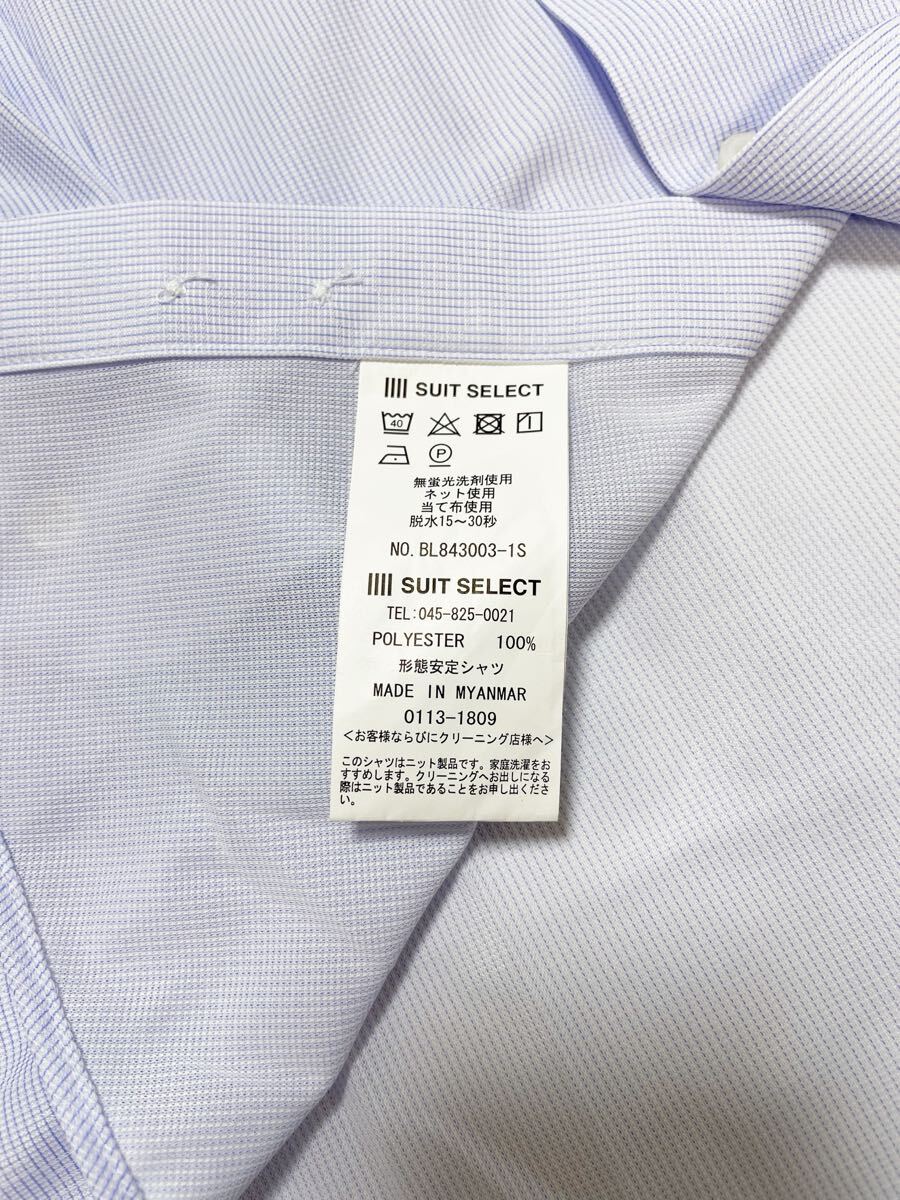 SUIT SELECT
40
P
無蛍光洗剤使用
ネット使用
当て布使用
脱水15〜30秒
NO. BL843003-1S
SUIT SELECT
TEL:045-825-0021
POLYESTER 100%
形態安定シャツ
MADE IN MYANMAR
0113-1809
<お客様ならびにクリーニング店様へ>
このシャツはニット製品です。家庭洗濯をお
すすめします。クリーニングへお出しになる
際はニット製品であることをお申し出くださ
い。